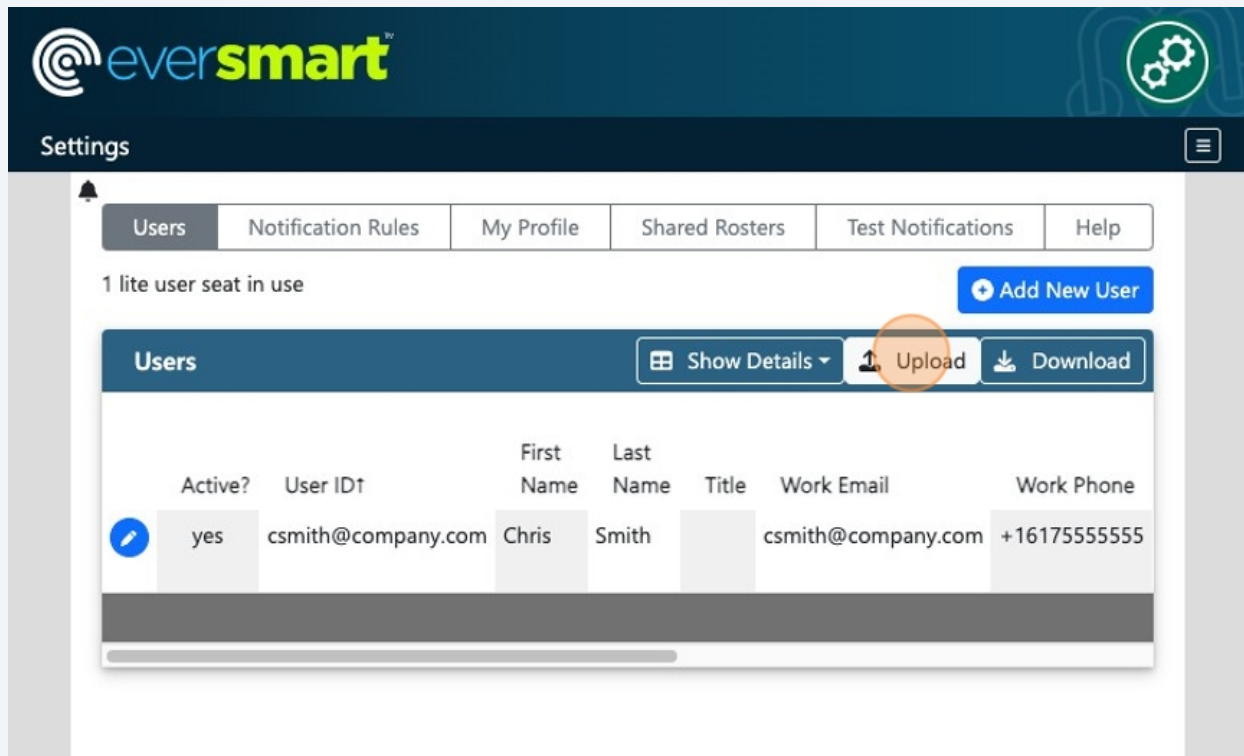 eversmart™
Settings
Users Notification Rules My Profile Shared Rosters Test Notifications Help
1 lite user seat in use
Add New User
Users Show Details Upload Download
Active? User ID↑ First Name Last Name Title Work Email Work Phone
yes csmith@company.com Chris Smith csmith@company.com +16175555555